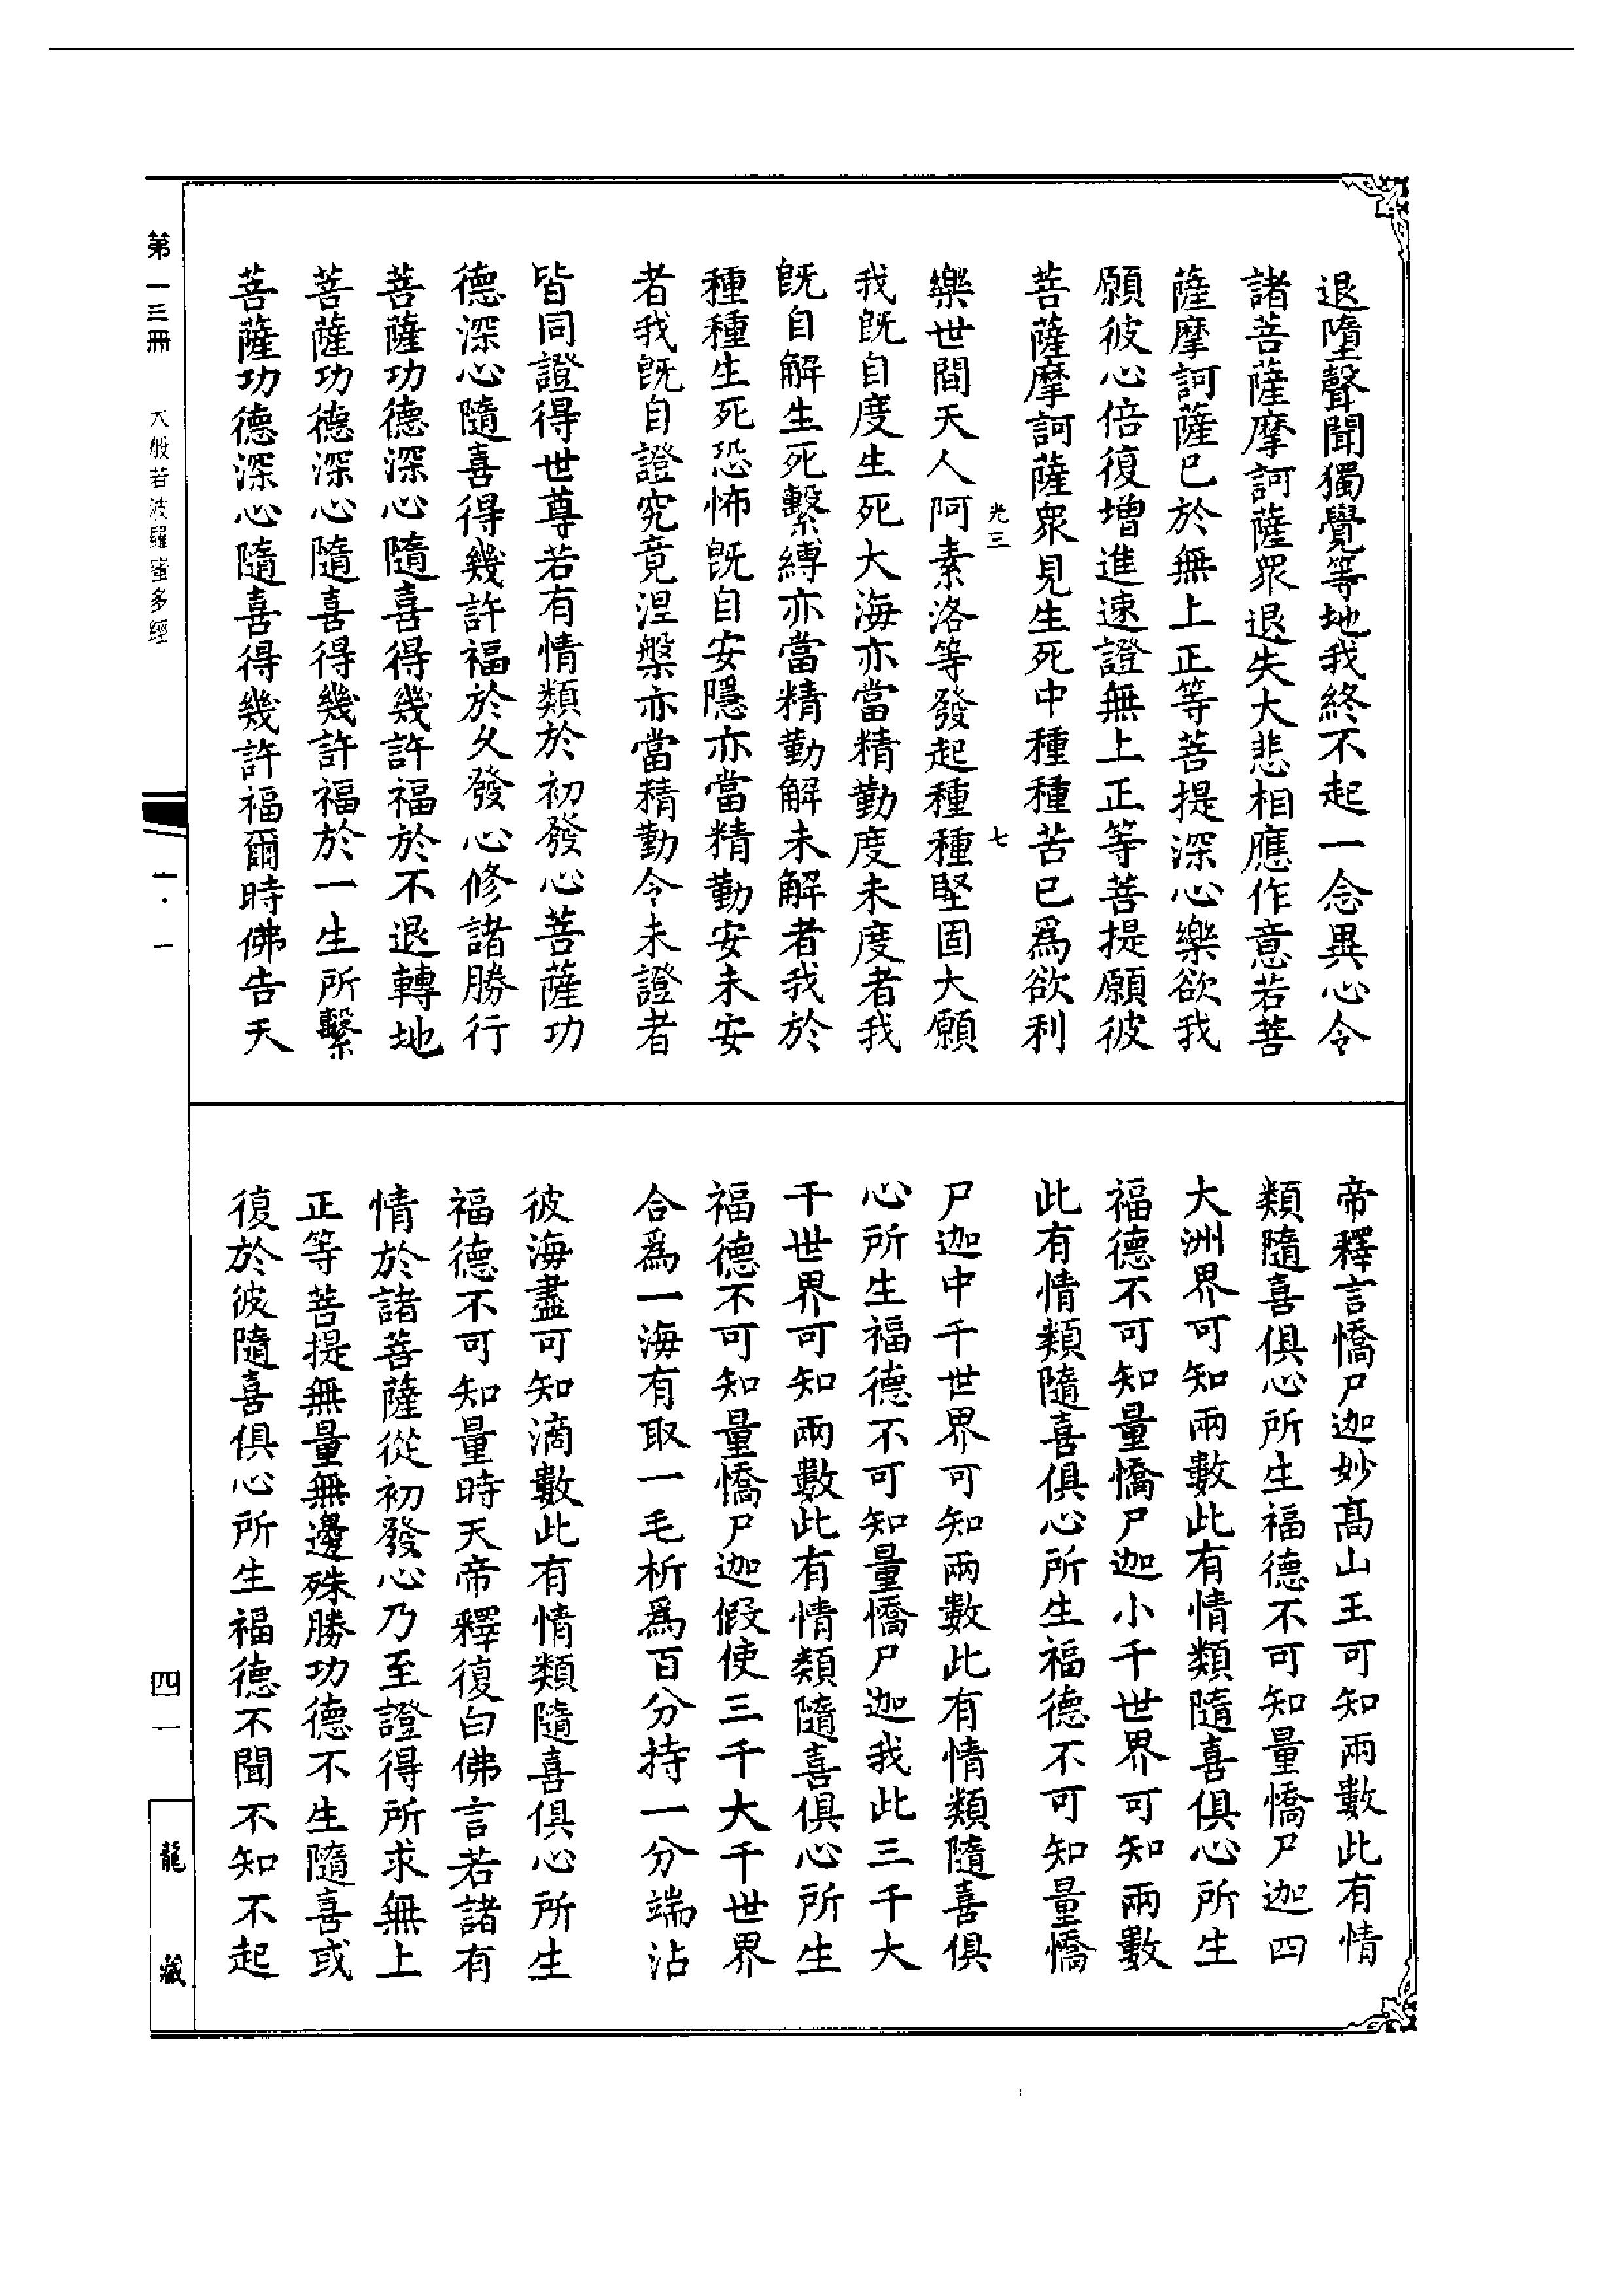 退墮聲聞獨覺等地我終不起一念異心令
諸菩薩摩訶薩眾退失大悲相應作意若菩
薩摩訶薩已於無上正等菩提深心樂欲我
願彼心倍復增進速證無上正等菩提願彼
菩薩摩訶薩眾見生死中種種苦已爲欲利
光三 七
樂世間天人阿素洛等發起種種堅固大願
我旣自度生死大海亦當精勤度未度者我
旣自解生死繫縛亦當精勤解未解者我於
種種生死恐怖旣自安隱亦當精勤安未安
者我旣自證究竟涅槃亦當精勤令未證者
皆同證得世尊若有情類於初發心菩薩功
德深心隨喜得幾許福於久發心修諸勝行
菩薩功德深心隨喜得幾許福於不退轉地
菩薩功德深心隨喜得幾許福於一生所繫
菩薩功德深心隨喜得幾許福爾時佛告天
帝釋言憍尸迦妙高山王可知兩數此有情
類隨喜俱心所生福德不可知量憍尸迦四
大洲界可知兩數此有情類隨喜俱心所生
福德不可知量憍尸迦小千世界可知兩數
此有情類隨喜俱心所生福德不可知量憍
尸迦中千世界可知兩數此有情類隨喜俱
心所生福德不可知量憍尸迦我此三千大
千世界可知兩數此有情類隨喜俱心所生
福德不可知量憍尸迦假使三千大千世界
合爲一海有取一毛析爲百分持一分端沾
彼海盡可知滴數此有情類隨喜俱心所生
福德不可知量時天帝釋復白佛言若諸有
情於諸菩薩從初發心乃至證得所求無上
正等菩提無量無邊殊勝功德不生隨喜或
復於彼隨喜俱心所生福德不聞不知不起
第一三冊 大般若波羅蜜多經 一·一 四一 龍藏